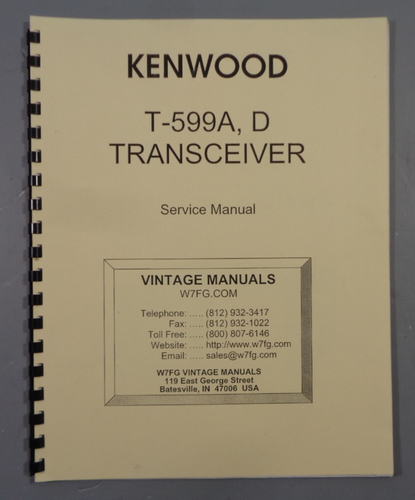 KENWOOD
T-599A, D
TRANSCEIVER
Service Manual
VINTAGE MANUALS
W7FG.COM
Telephone: ..... (812) 932-3417
Fax: ..... (812) 932-1022
Toll Free: ..... (800) 807-6146
Website: ..... http://www.w7fg.com
Email: ..... sales@w7fg.com
W7FG VINTAGE MANUALS
119 East George Street
Batesville, IN 47006 USA